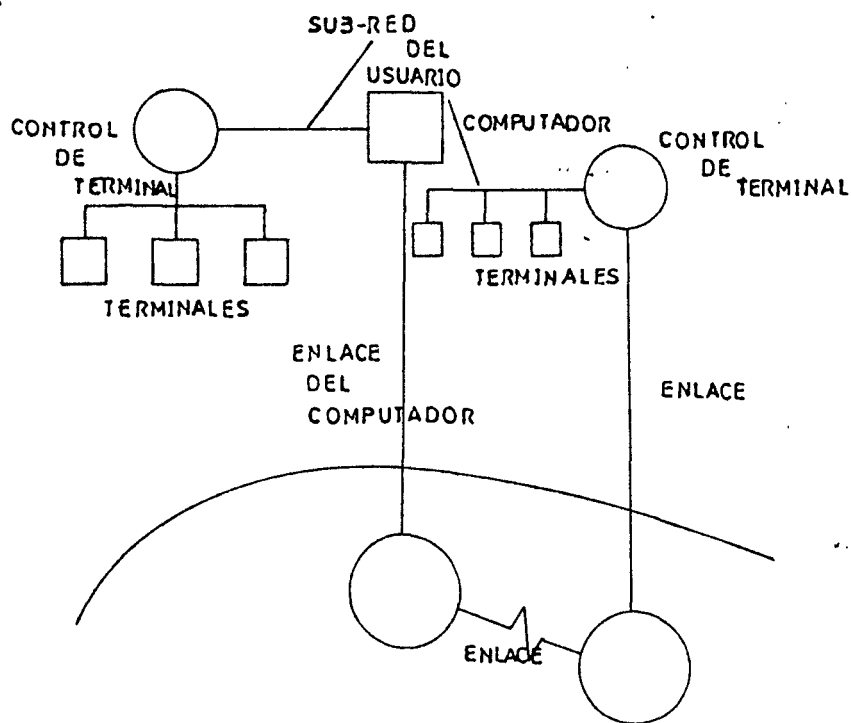 SUB-RED
DEL
USUARIO
CONTROL
DE
TERMINAL
COMPUTADOR
CONTROL
DE
TERMINAL
TERMINALES
TERMINALES
ENLACE
DEL
COMPUTADOR
ENLACE
ENLACE